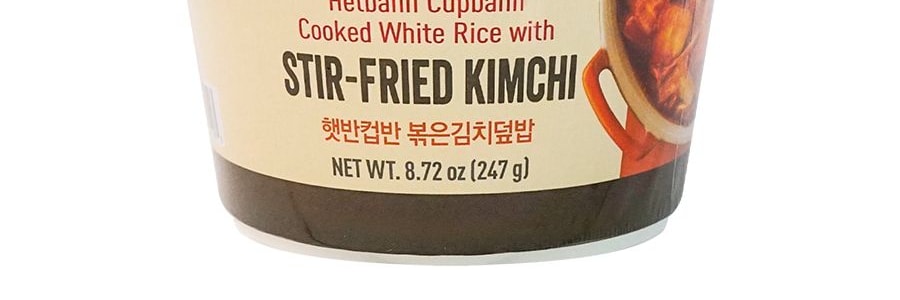 Hetbahn Cupbahn
Cooked White Rice with
STIR-FRIED KIMCHI
햇반컵반 볶은김치덮밥
NET WT. 8.72 oz (247 g)